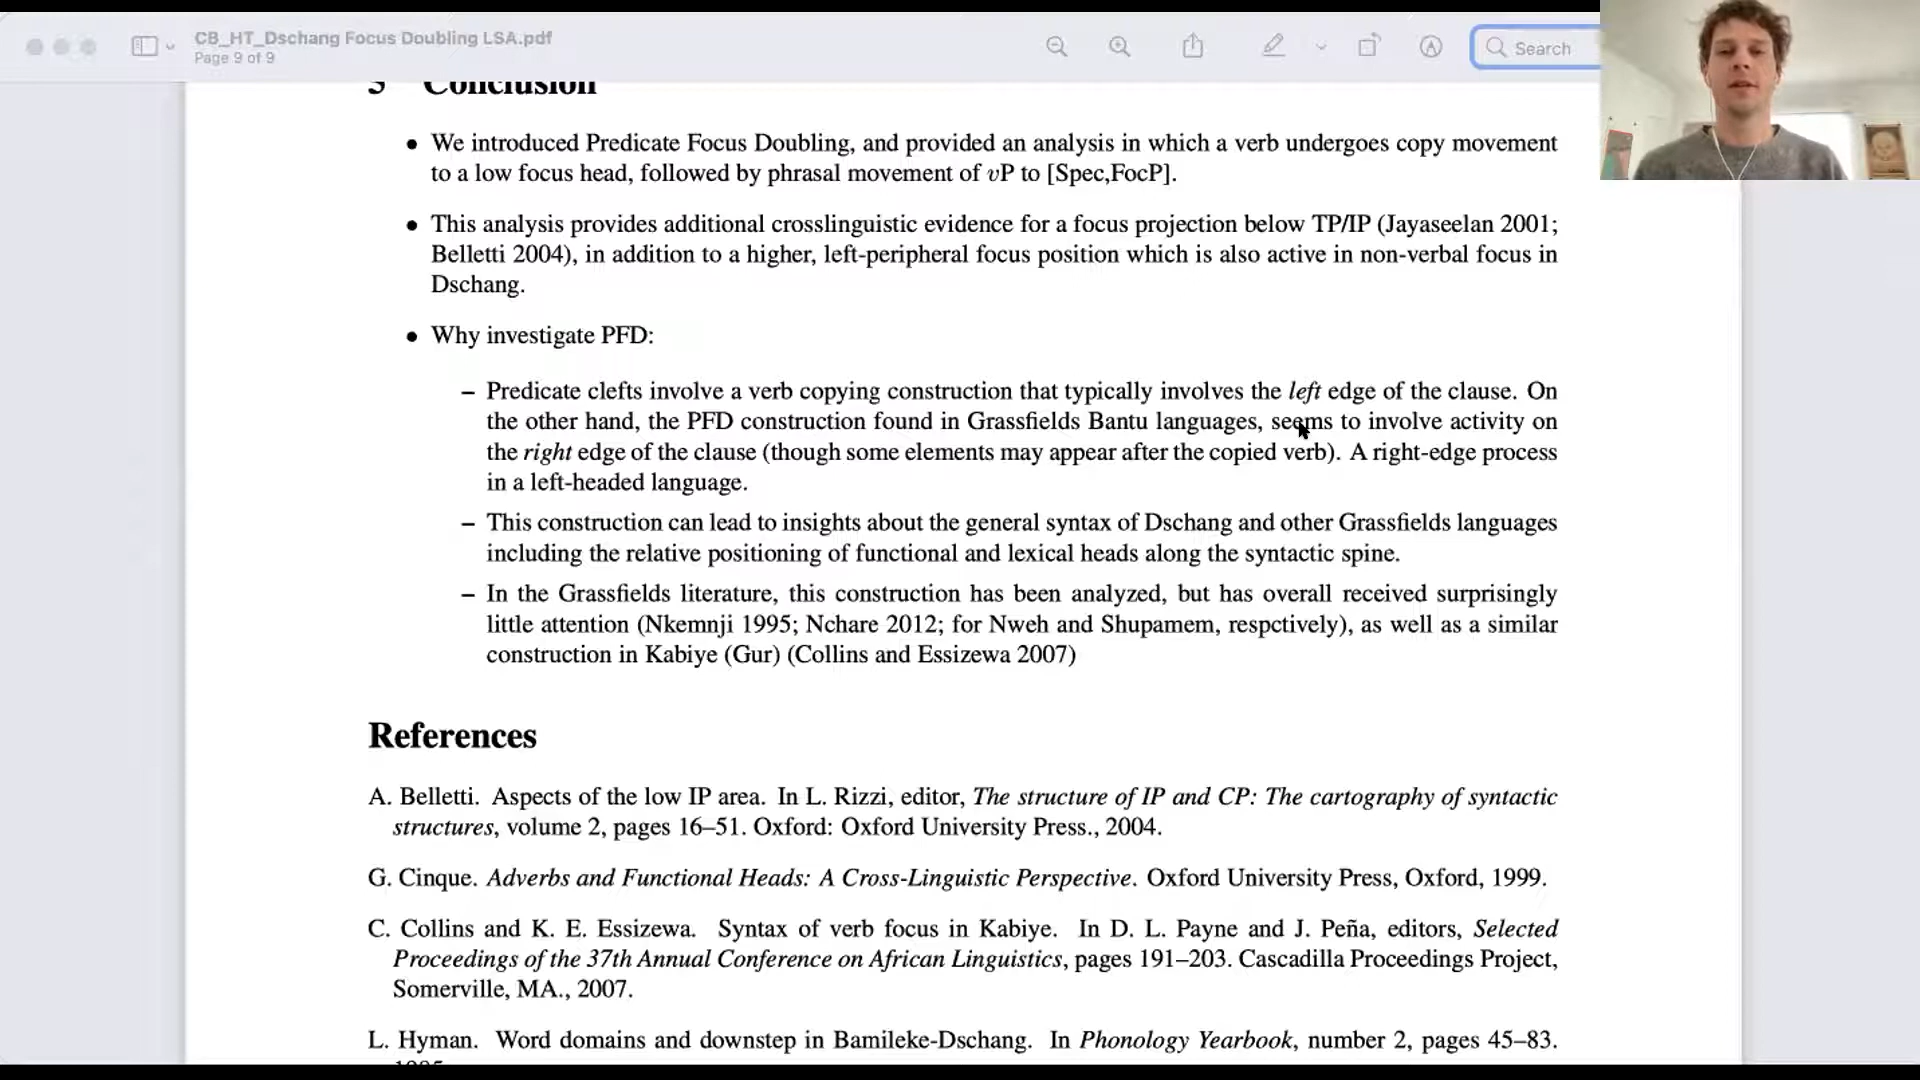 CB_HT_Dschang Focus Doubling LSA.pdf
Page 9 of 9
Search
5 Conclusion
• We introduced Predicate Focus Doubling, and provided an analysis in which a verb undergoes copy movement
to a low focus head, followed by phrasal movement of vP to [Spec,FocP].
• This analysis provides additional crosslinguistic evidence for a focus projection below TP/IP (Jayaseelan 2001;
Belletti 2004), in addition to a higher, left-peripheral focus position which is also active in non-verbal focus in
Dschang.
• Why investigate PFD:
– Predicate clefts involve a verb copying construction that typically involves the left edge of the clause. On
the other hand, the PFD construction found in Grassfields Bantu languages, seems to involve activity on
the right edge of the clause (though some elements may appear after the copied verb). A right-edge process
in a left-headed language.
– This construction can lead to insights about the general syntax of Dschang and other Grassfields languages
including the relative positioning of functional and lexical heads along the syntactic spine.
– In the Grassfields literature, this construction has been analyzed, but has overall received surprisingly
little attention (Nkemnji 1995; Nchare 2012; for Nweh and Shupamem, respctively), as well as a similar
construction in Kabiye (Gur) (Collins and Essizewa 2007)
References
A. Belletti. Aspects of the low IP area. In L. Rizzi, editor, The structure of IP and CP: The cartography of syntactic
structures, volume 2, pages 16–51. Oxford: Oxford University Press., 2004.
G. Cinque. Adverbs and Functional Heads: A Cross-Linguistic Perspective. Oxford University Press, Oxford, 1999.
C. Collins and K. E. Essizewa. Syntax of verb focus in Kabiye. In D. L. Payne and J. Peña, editors, Selected
Proceedings of the 37th Annual Conference on African Linguistics, pages 191–203. Cascadilla Proceedings Project,
Somerville, MA., 2007.
L. Hyman. Word domains and downstep in Bamileke-Dschang. In Phonology Yearbook, number 2, pages 45–83.